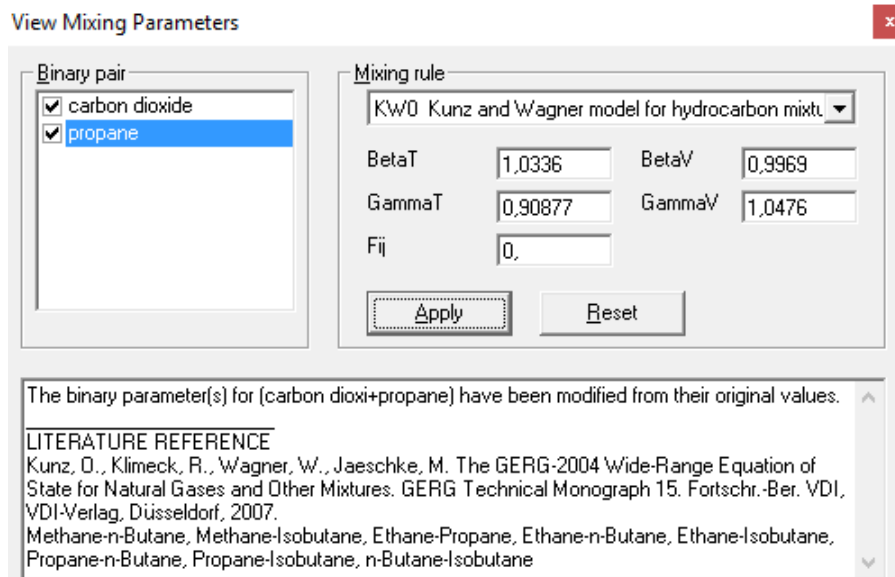 View Mixing Parameters
x
Binary pair
carbon dioxide
propane
Mixing rule
KW0 Kunz and Wagner model for hydrocarbon mixtu
BetaT 1,0336 BetaV 0,9969
GammaT 0,90877 GammaV 1,0476
Fij 0,
Apply Reset
The binary parameter(s) for (carbon dioxi+propane) have been modified from their original values.
LITERATURE REFERENCE
Kunz, O., Klimeck, R., Wagner, W., Jaeschke, M. The GERG-2004 Wide-Range Equation of
State for Natural Gases and Other Mixtures. GERG Technical Monograph 15. Fortschr.-Ber. VDI,
VDI-Verlag, Düsseldorf, 2007.
Methane-n-Butane, Methane-Isobutane, Ethane-Propane, Ethane-n-Butane, Ethane-Isobutane,
Propane-n-Butane, Propane-Isobutane, n-Butane-Isobutane